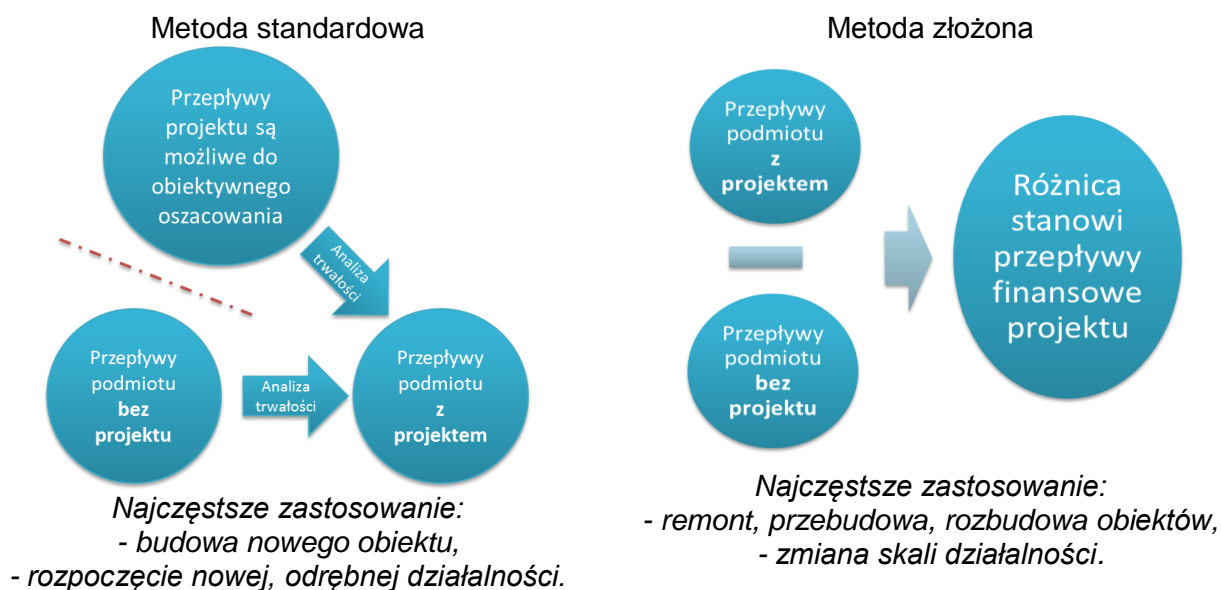 Metoda standardowa
Przepływy
projektu są
możliwe do
obiektywnego
oszacowania
Analiza
trwałości
Przepływy
podmiotu
bez
projektu
Analiza
trwałości
Przepływy
podmiotu
z
projektem
Najczęstsze zastosowanie:
- budowa nowego obiektu,
- rozpoczęcie nowej, odrębnej działalności.
Metoda złożona
Przepływy
podmiotu
z
projektem
Przepływy
podmiotu
bez
projektu
Różnica
stanowi
przepływy
finansowe
projektu
Najczęstsze zastosowanie:
- remont, przebudowa, rozbudowa obiektów,
- zmiana skali działalności.